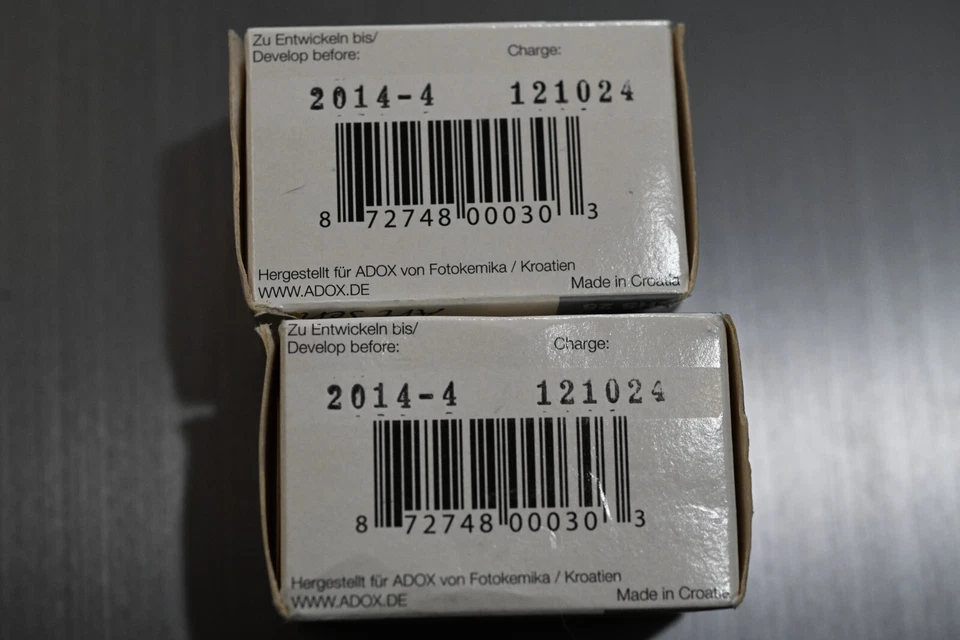 Zu Entwickeln bis/
Develop before:
Charge:
2014-4 121024
8 72748 00030 3
Hergestellt für ADOX von Fotokemika / Kroatien
WWW.ADOX.DE
Made in Croatia
Zu Entwickeln bis/
Develop before:
Charge:
2014-4 121024
8 72748 00030 3
Hergestellt für ADOX von Fotokemika / Kroatien
WWW.ADOX.DE
Made in Croatia